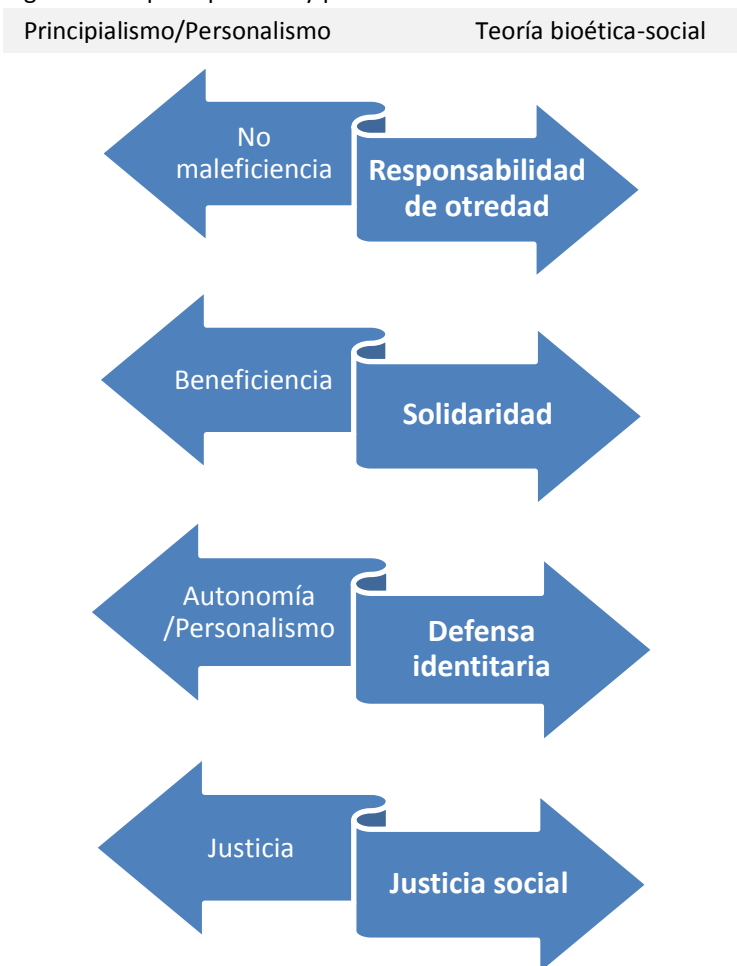 Principialismo/Personalismo Teoría bioética-social
No
maleficiencia
Responsabilidad
de otredad
Beneficiencia
Solidaridad
Autonomía
/Personalismo
Defensa
identitaria
Justicia
Justicia social